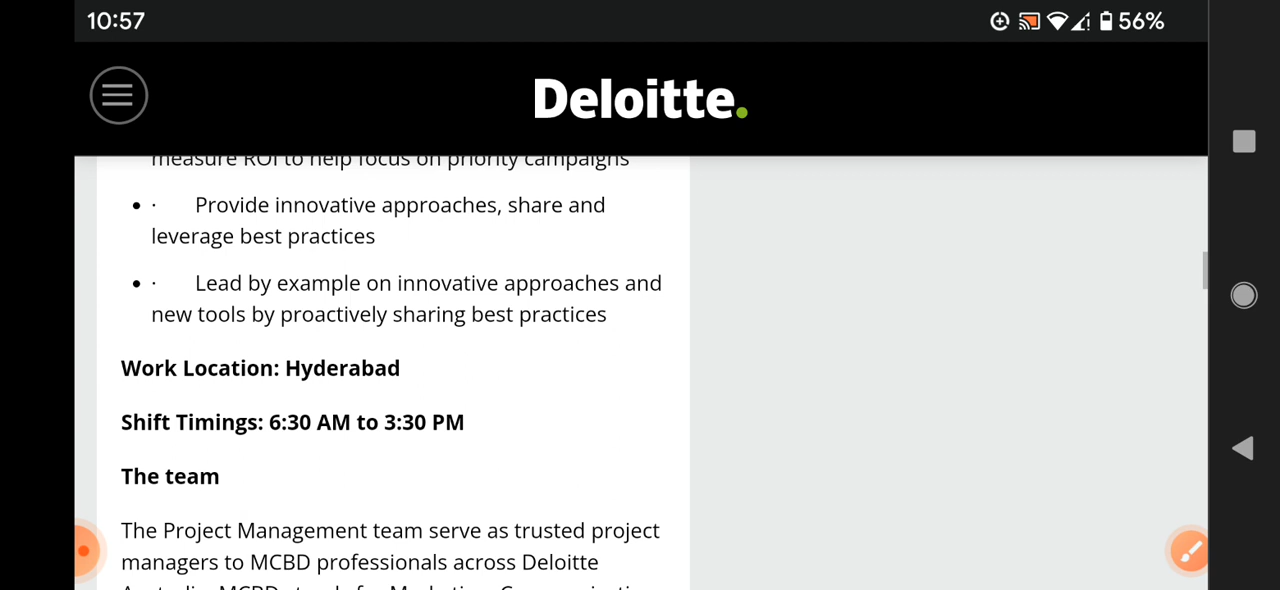 10:57
56%
Deloitte.
measure ROI to help focus on priority campaigns
• · Provide innovative approaches, share and
leverage best practices
• · Lead by example on innovative approaches and
new tools by proactively sharing best practices
Work Location: Hyderabad
Shift Timings: 6:30 AM to 3:30 PM
The team
The Project Management team serve as trusted project
managers to MCBD professionals across Deloitte